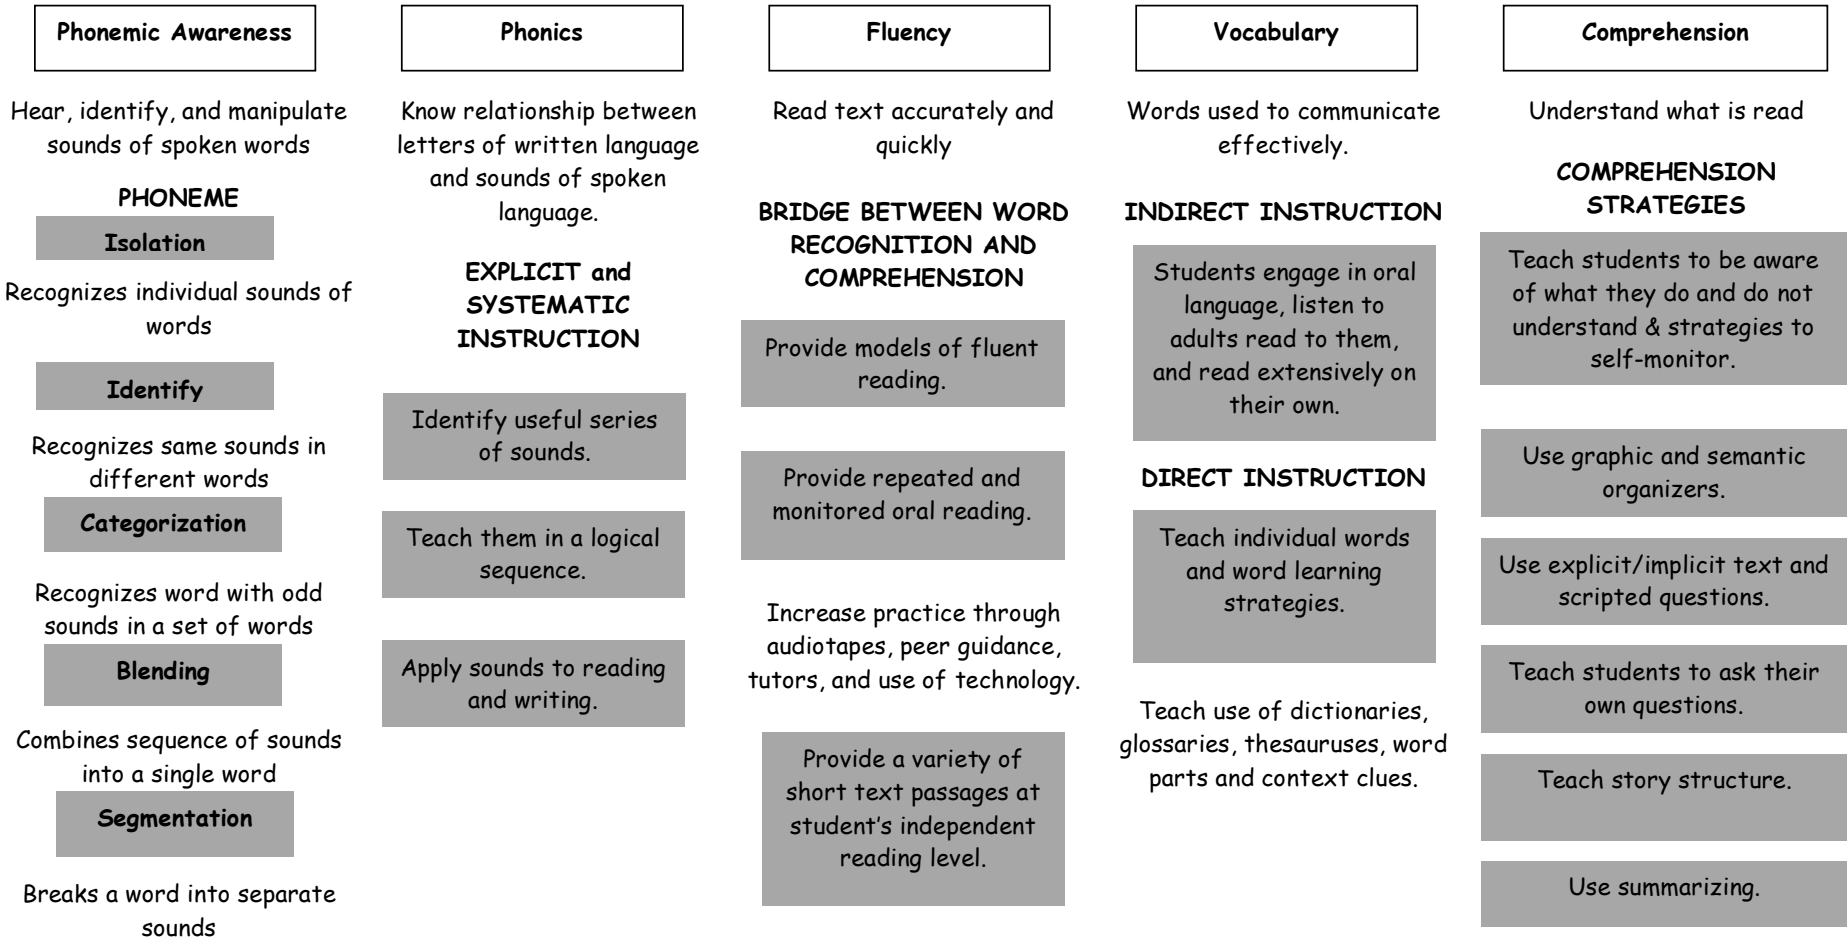 Phonemic Awareness
Hear, identify, and manipulate
sounds of spoken words
PHONEME
Isolation
Recognizes individual sounds of
words
Identify
Recognizes same sounds in
different words
Categorization
Recognizes word with odd
sounds in a set of words
Blending
Combines sequence of sounds
into a single word
Segmentation
Breaks a word into separate
sounds
Phonics
Know relationship between
letters of written language
and sounds of spoken
language.
EXPLICIT and
SYSTEMATIC
INSTRUCTION
Identify useful series
of sounds.
Teach them in a logical
sequence.
Apply sounds to reading
and writing.
Fluency
Read text accurately and
quickly
BRIDGE BETWEEN WORD
RECOGNITION AND
COMPREHENSION
Provide models of fluent
reading.
Provide repeated and
monitored oral reading.
Increase practice through
audiotapes, peer guidance,
tutors, and use of technology.
Provide a variety of
short text passages at
student’s independent
reading level.
Vocabulary
Words used to communicate
effectively.
INDIRECT INSTRUCTION
Students engage in oral
language, listen to
adults read to them,
and read extensively on
their own.
DIRECT INSTRUCTION
Teach individual words
and word learning
strategies.
Teach use of dictionaries,
glossaries, thesauruses, word
parts and context clues.
Comprehension
Understand what is read
COMPREHENSION
STRATEGIES
Teach students to be aware
of what they do and do not
understand & strategies to
self-monitor.
Use graphic and semantic
organizers.
Use explicit/implicit text and
scripted questions.
Teach students to ask their
own questions.
Teach story structure.
Use summarizing.